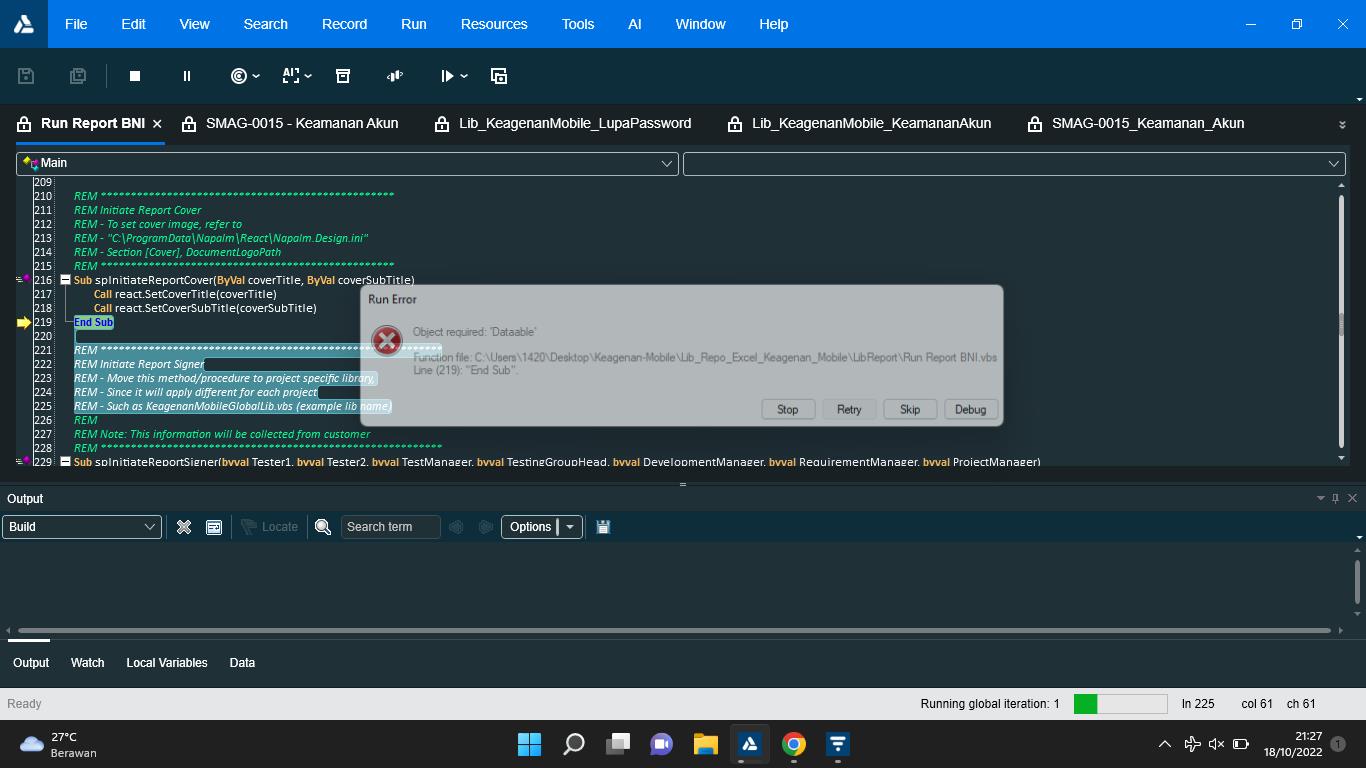 File Edit View Search Record Run Resources Tools AI Window Help
Run Report BNI SMAG-0015 - Keamanan Akun Lib_KeagenanMobile_LupaPassword Lib_KeagenanMobile_KeamananAkun SMAG-0015_Keamanan_Akun
Main
209
210 REM *************************************************
211 REM Initiate Report Cover
212 REM - To set cover image, refer to
213 REM - "C:\ProgramData\Napalm\React\Napalm.Design.ini"
214 REM - Section [Cover], DocumentLogoPath
215 REM *************************************************
216 Sub spInitiateReportCover(ByVal coverTitle, ByVal coverSubTitle)
217 Call react.SetCoverTitle(coverTitle)
218 Call react.SetCoverSubTitle(coverSubTitle)
219 End Sub
220
221 REM *********************************************************
222 REM Initiate Report Signer
223 REM - Move this method/procedure to project specific library,
224 REM - Since it will apply different for each project
225 REM - Such as KeagenanMobileGlobalLib.vbs (example lib name)
226 REM
227 REM Note: This information will be collected from customer
228 REM *********************************************************
229 Sub spInitiateReportSigner(byval Tester1, byval Tester2, byval TestManager, byval TestingGroupHead, byval DevelopmentManager, byval RequirementManager, byval ProjectManager)
Run Error
Object required: 'Dataable'
Function file: C:\Users\1420\Desktop\Keagenan-Mobile\Lib_Repo_Excel_Keagenan_Mobile\LibReport\Run Report BNI.vbs
Line (219): "End Sub".
Stop Retry Skip Debug
Output
Build Locate Search term Options
Output Watch Local Variables Data
Ready Running global iteration: 1 ln 225 col 61 ch 61
27°C
Berawan
21:27
18/10/2022
1